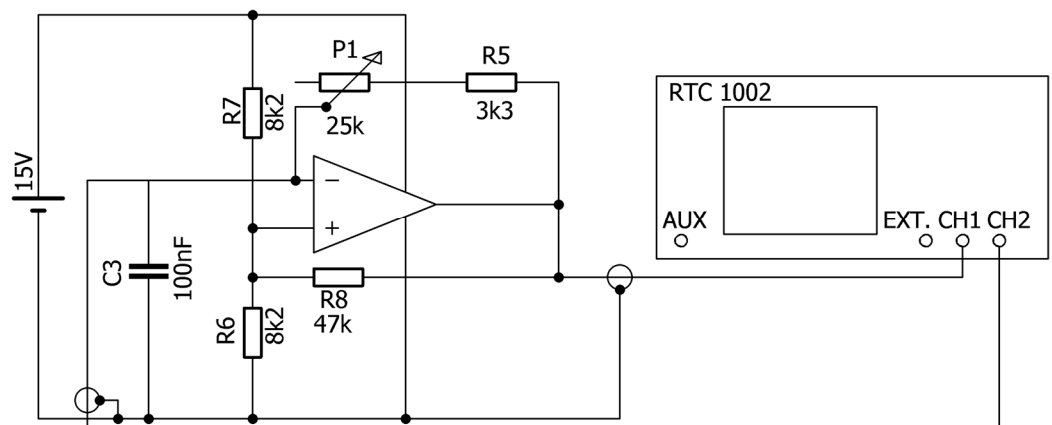 P1
25k
R5
3k3
R7
8k2
15V
−
+
C3
100nF
R8
47k
R6
8k2
RTC 1002
AUX
EXT. CH1 CH2